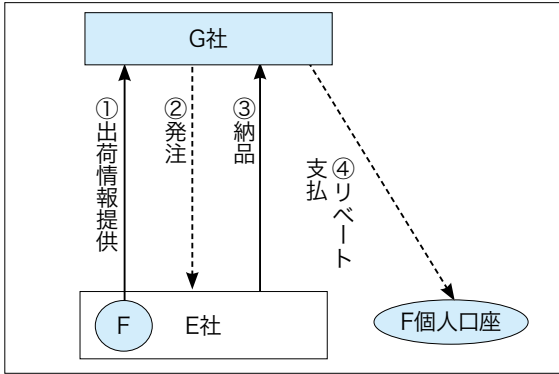 G社
①出荷情報提供
②発注
③納品
④リベート
支払
F
E社
F個人口座